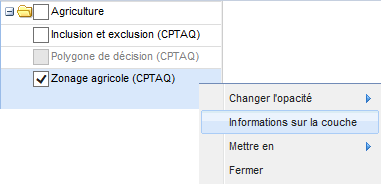 Agriculture
Inclusion et exclusion (CPTAQ)
Polygone de décision (CPTAQ)
Zonage agricole (CPTAQ)
Changer l'opacité
Informations sur la couche
Mettre en
Fermer